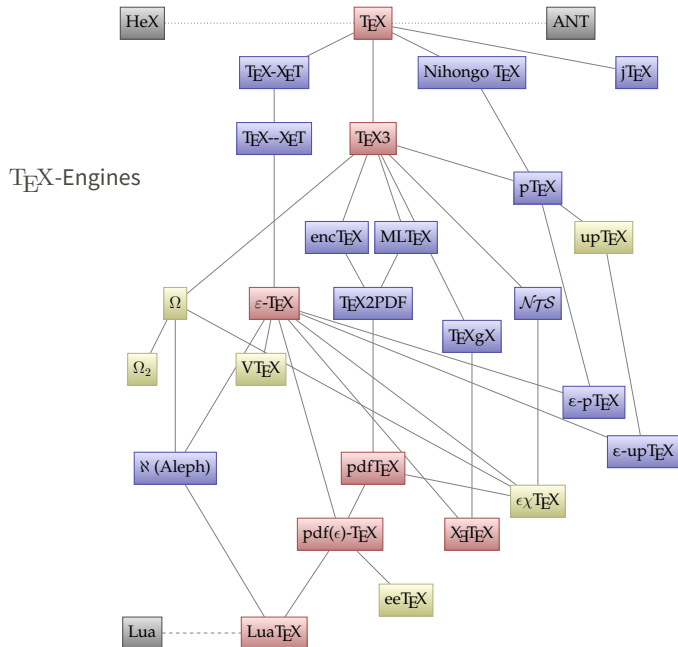 HeX TEX ANT
TEX-XET Nihongo TEX jTEX
TEX--XET TEX3
TEX-Engines pTEX
encTEX MLTEX upTEX
Ω ε-TEX TEX2PDF NTS
TEXgX
Ω2 VTEX
ε-pTEX
ℵ (Aleph) pdfTEX ε-upTEX
ϵχTEX
pdf(ϵ)-TEX XƎTEX
eeTEX
Lua LuaTEX